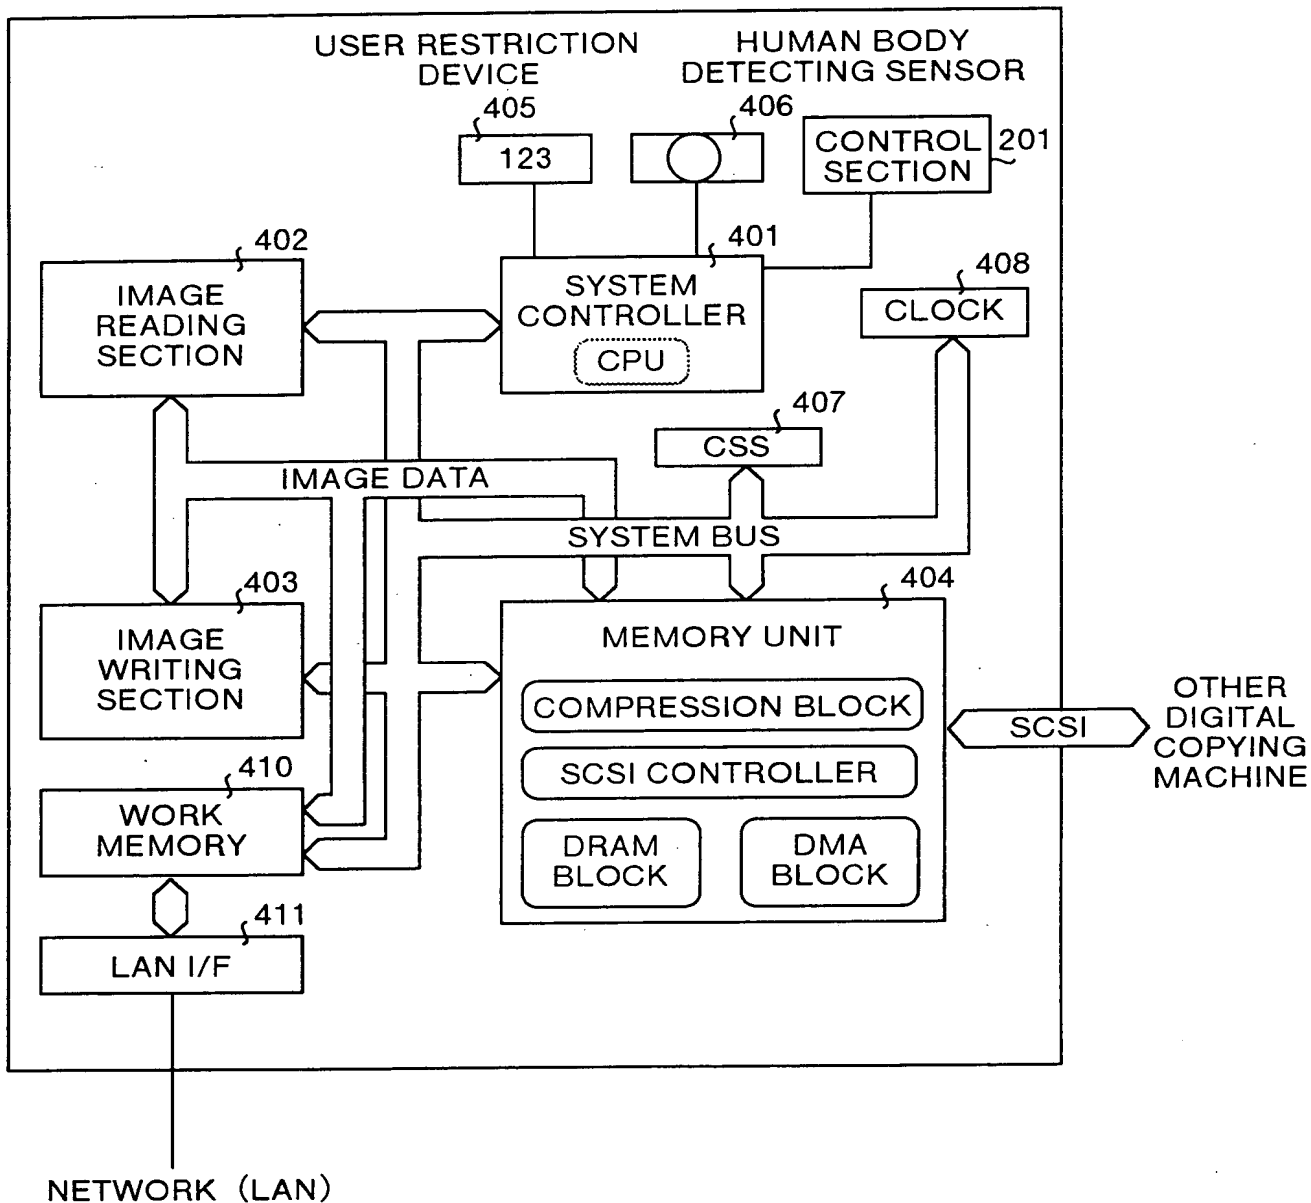 USER RESTRICTION
DEVICE
405
123
HUMAN BODY
DETECTING SENSOR
406
CONTROL
SECTION
201
402
IMAGE
READING
SECTION
401
SYSTEM
CONTROLLER
CPU
408
CLOCK
407
CSS
IMAGE DATA
SYSTEM BUS
403
IMAGE
WRITING
SECTION
404
MEMORY UNIT
COMPRESSION BLOCK
SCSI CONTROLLER
DRAM
BLOCK
DMA
BLOCK
SCSI
OTHER
DIGITAL
COPYING
MACHINE
410
WORK
MEMORY
411
LAN I/F
NETWORK (LAN)